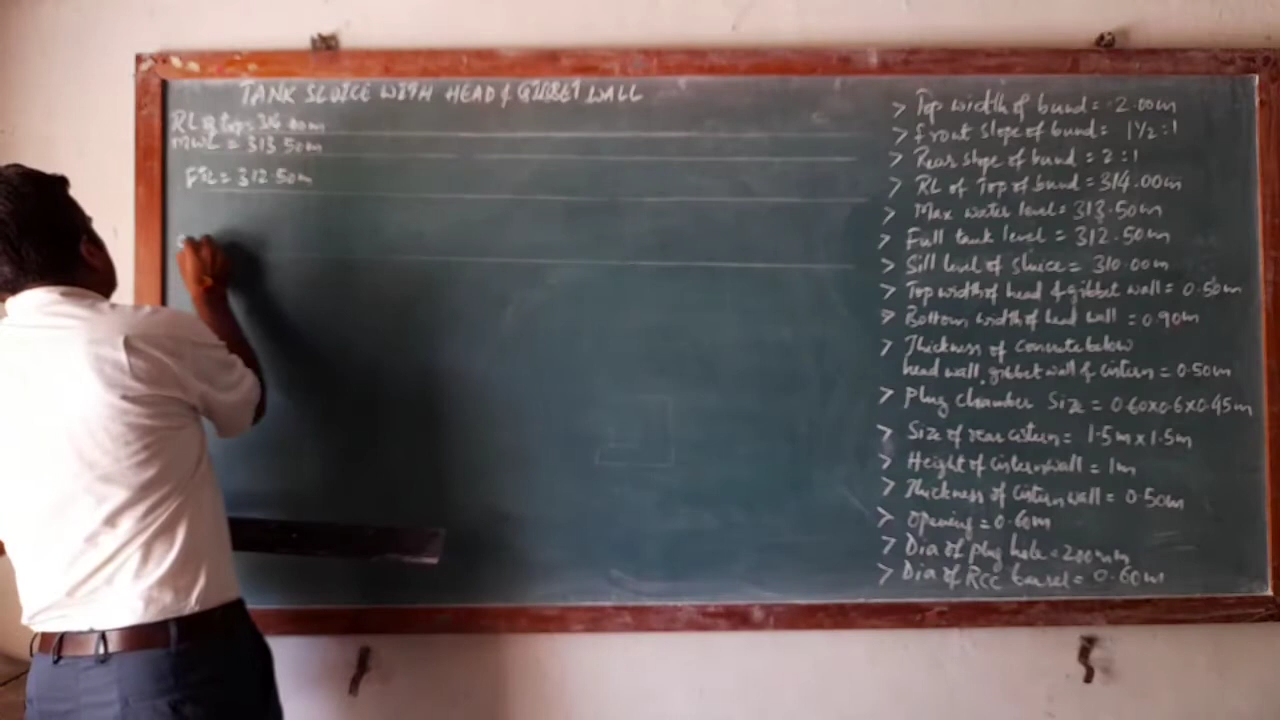 TANK SLUICE WITH HEAD & GIBBET WALL
RL of top = 314.00m
MWL = 313.50m
FTL = 312.50m
S
> Top width of bund = 2.00m
> front slope of bund = 1½:1
> Rear slope of bund = 2:1
> RL of Top of bund = 314.00m
> Max water level = 313.50m
> Full tank level = 312.50m
> Sill level of sluice = 310.00m
> Top width of head & gibbet wall = 0.50m
> Bottom width of head wall = 0.90m
> Thickness of concrete below
head wall, gibbet wall & cistern = 0.50m
> Plug chamber Size = 0.60x0.6x0.45m
> Size of rear cistern = 1.5m x 1.5m
> Height of cistern wall = 1m
> Thickness of cistern wall = 0.50m
> Opening = 0.60m
> Dia of plug hole = 200mm
> Dia of RCC barrel = 0.60m